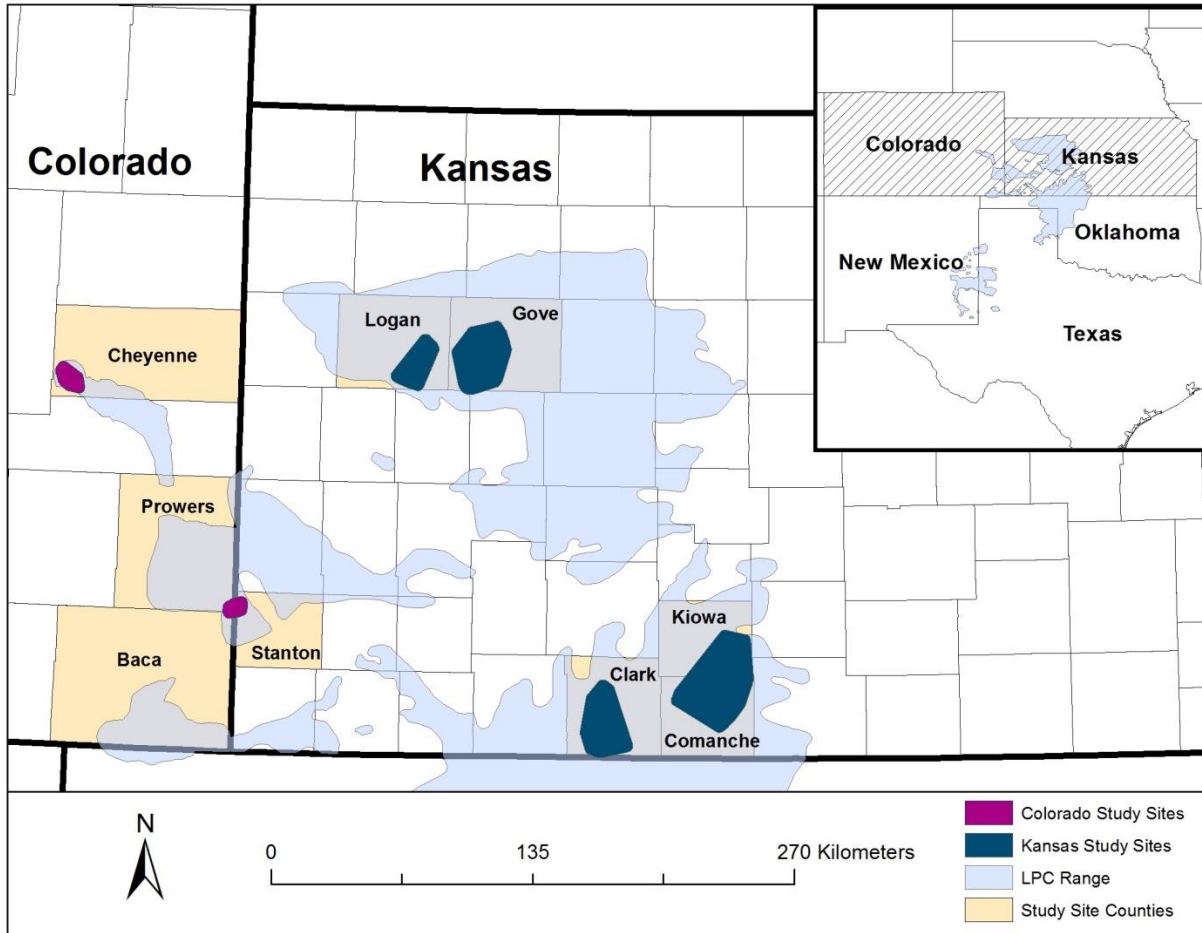 Colorado
Kansas
Cheyenne
Logan
Gove
Prowers
Baca
Stanton
Kiowa
Clark
Comanche
Colorado
Kansas
New Mexico
Oklahoma
Texas
N
0
135
270 Kilometers
Colorado Study Sites
Kansas Study Sites
LPC Range
Study Site Counties